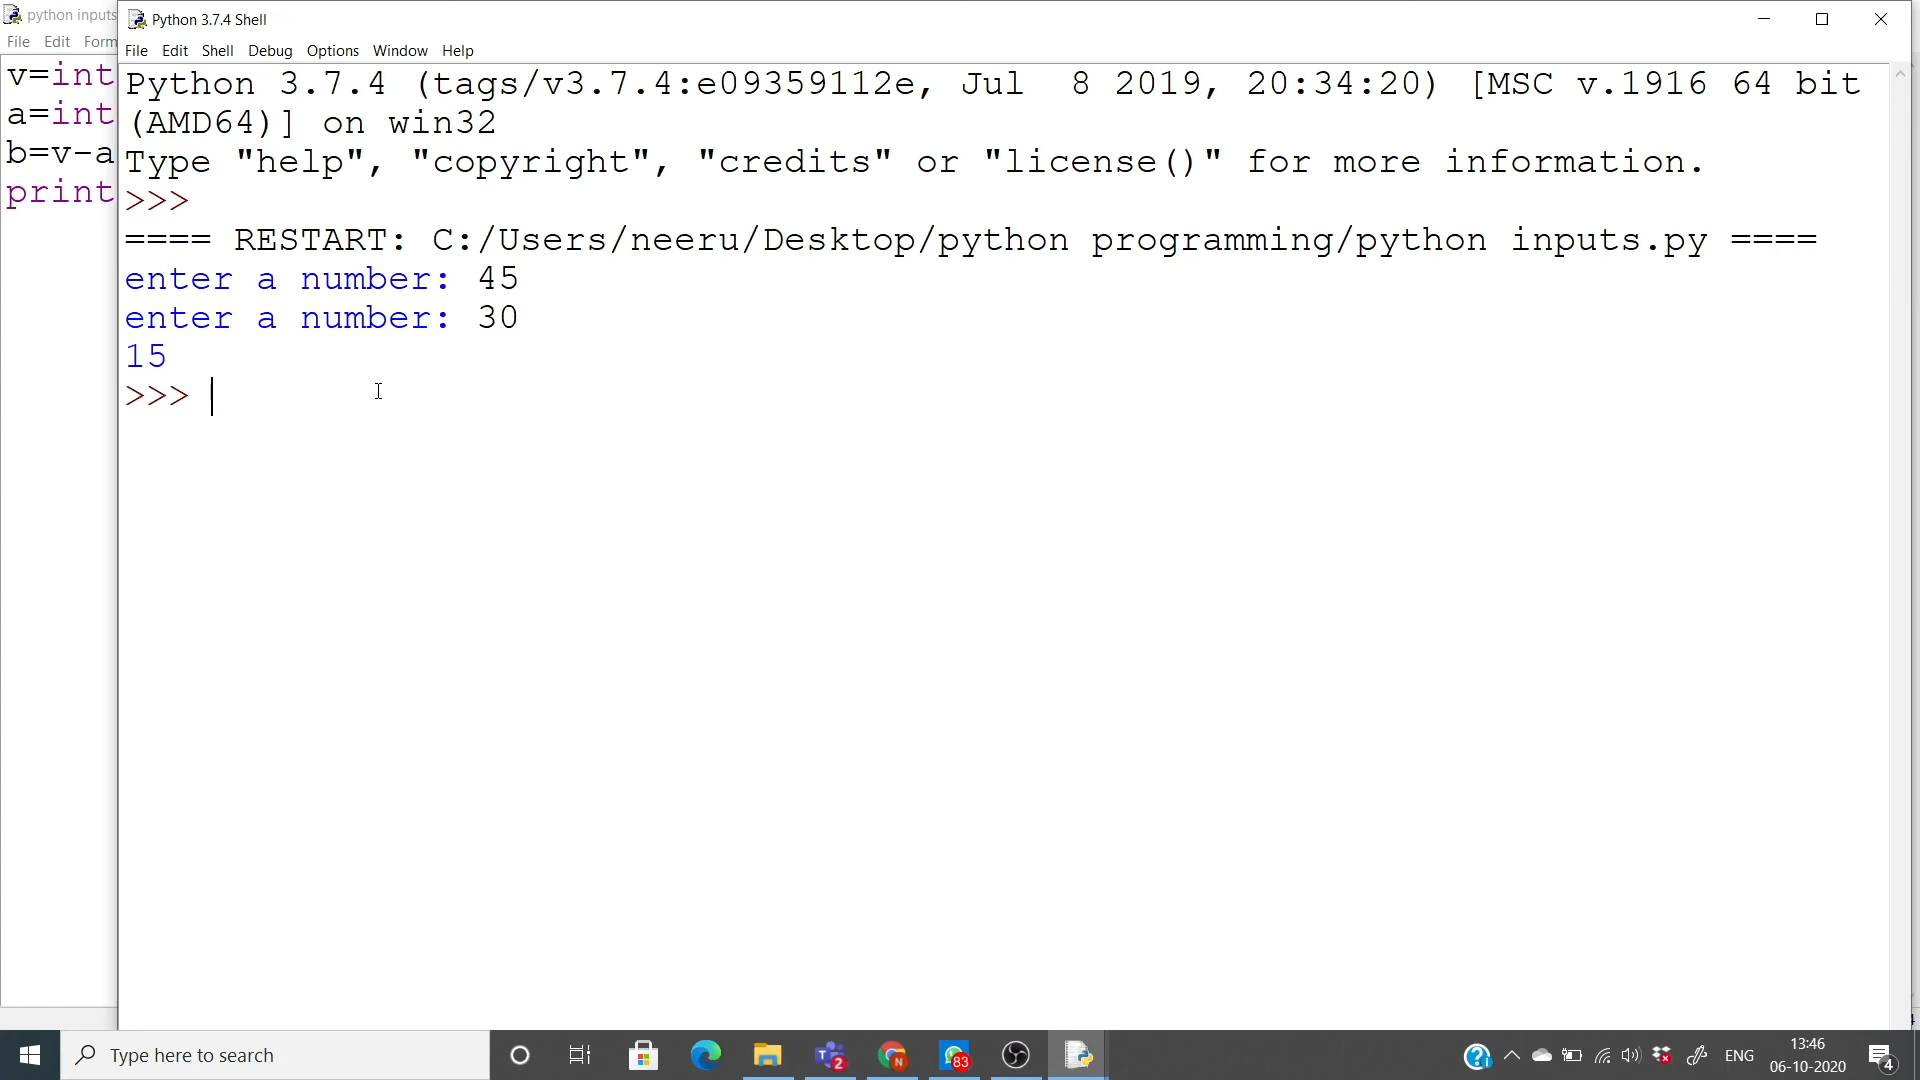 python inputs
File Edit Form
v=int
a=int
b=v-a
print
Python 3.7.4 Shell
File Edit Shell Debug Options Window Help
Python 3.7.4 (tags/v3.7.4:e09359112e, Jul  8 2019, 20:34:20) [MSC v.1916 64 bit
(AMD64)] on win32
Type "help", "copyright", "credits" or "license()" for more information.
>>>
==== RESTART: C:/Users/neeru/Desktop/python programming/python inputs.py ====
enter a number: 45
enter a number: 30
15
>>>
Type here to search
T 2
N
83
ENG
13:46
06-10-2020
4